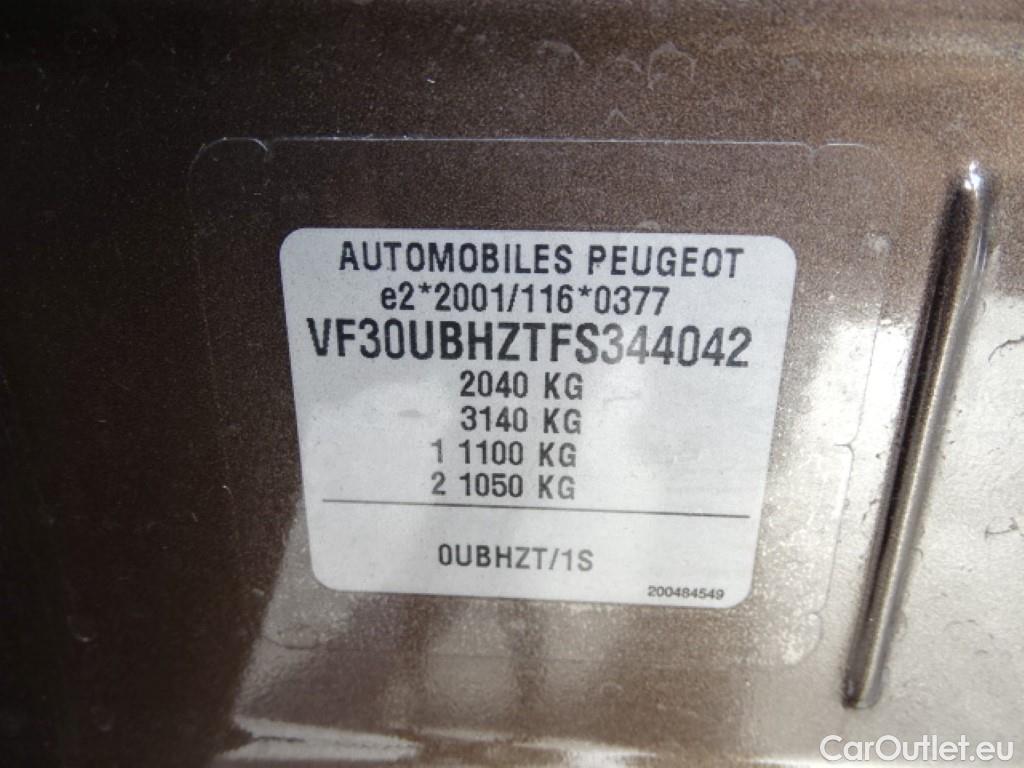 AUTOMOBILES PEUGEOT
e2*2001/116*0377
VF30UBHZTFS344042
2040 KG
3140 KG
1 1100 KG
2 1050 KG
0UBHZT/1S
200484549
CarOutlet.eu